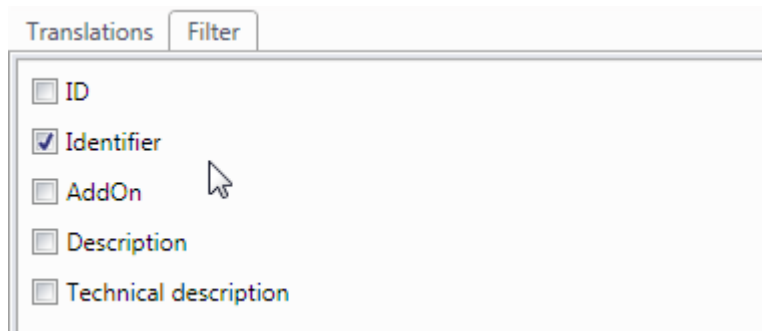 Translations Filter
ID
Identifier
AddOn
Description
Technical description